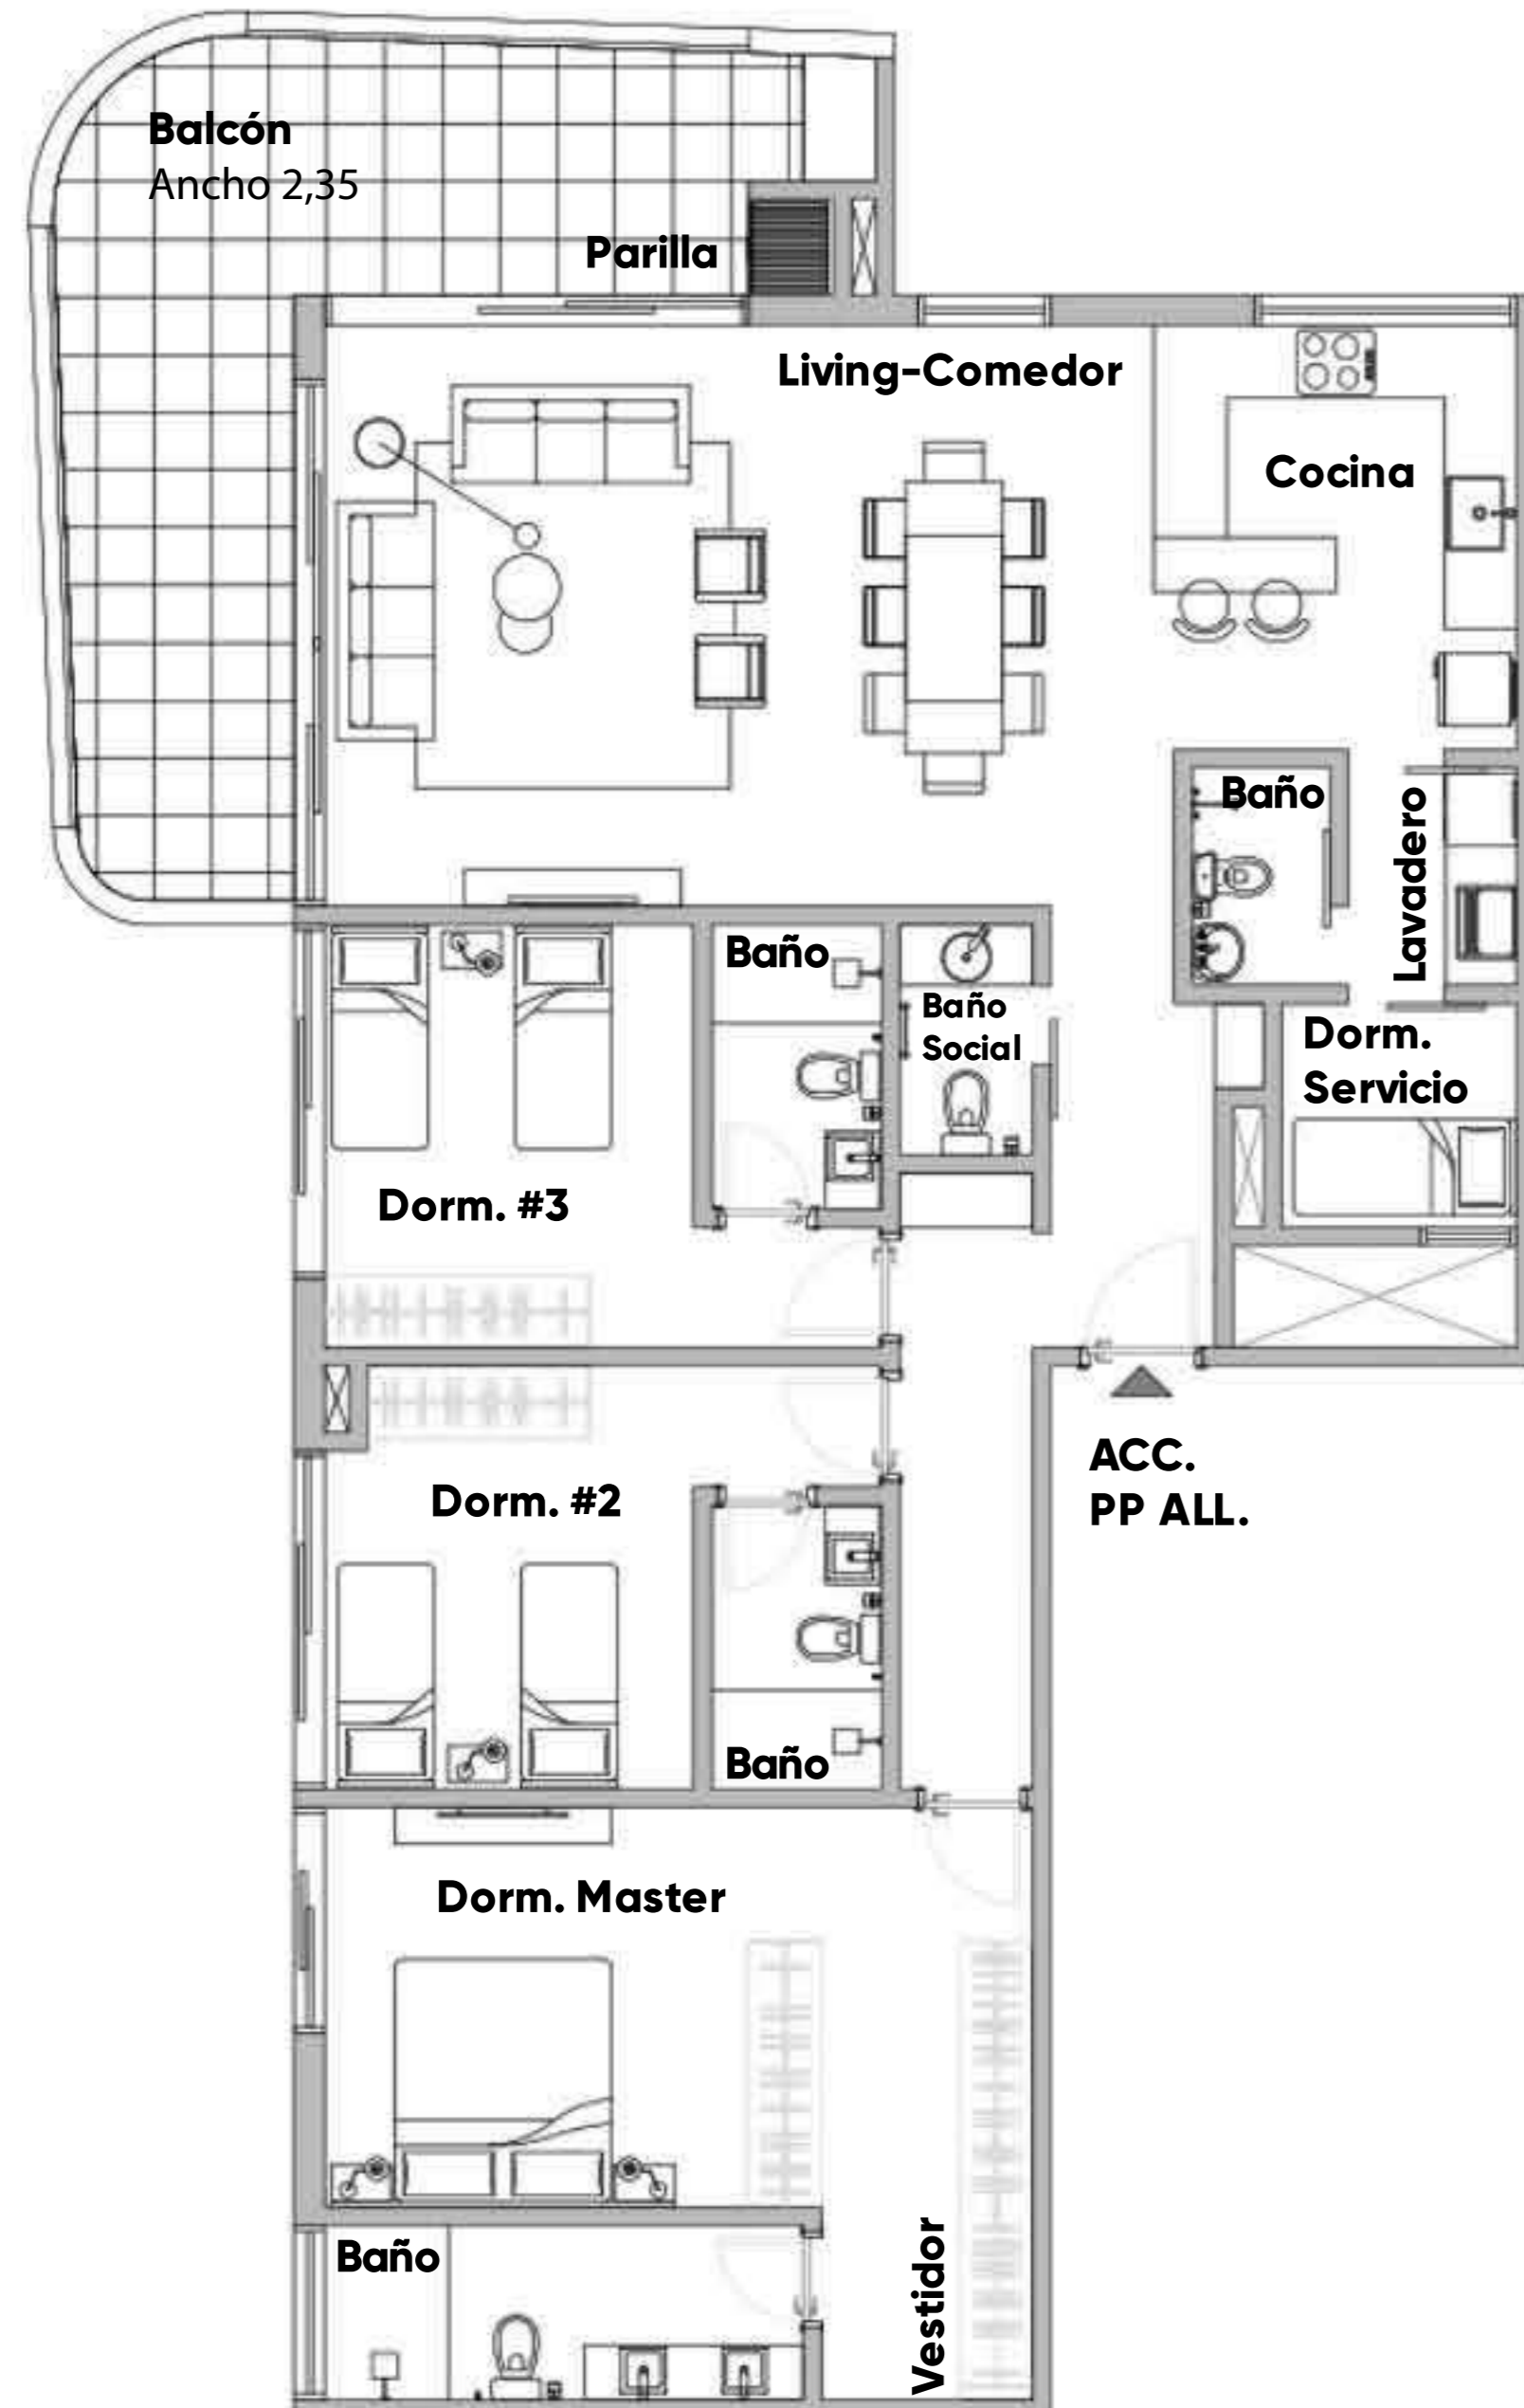 Balcón
Ancho 2,35
Parilla
Living-Comedor
Cocina
Baño
Lavadero
Baño
Baño
Social
Dorm.
Servicio
Dorm. #3
ACC.
PP ALL.
Dorm. #2
Baño
Dorm. Master
Baño
Vestidor